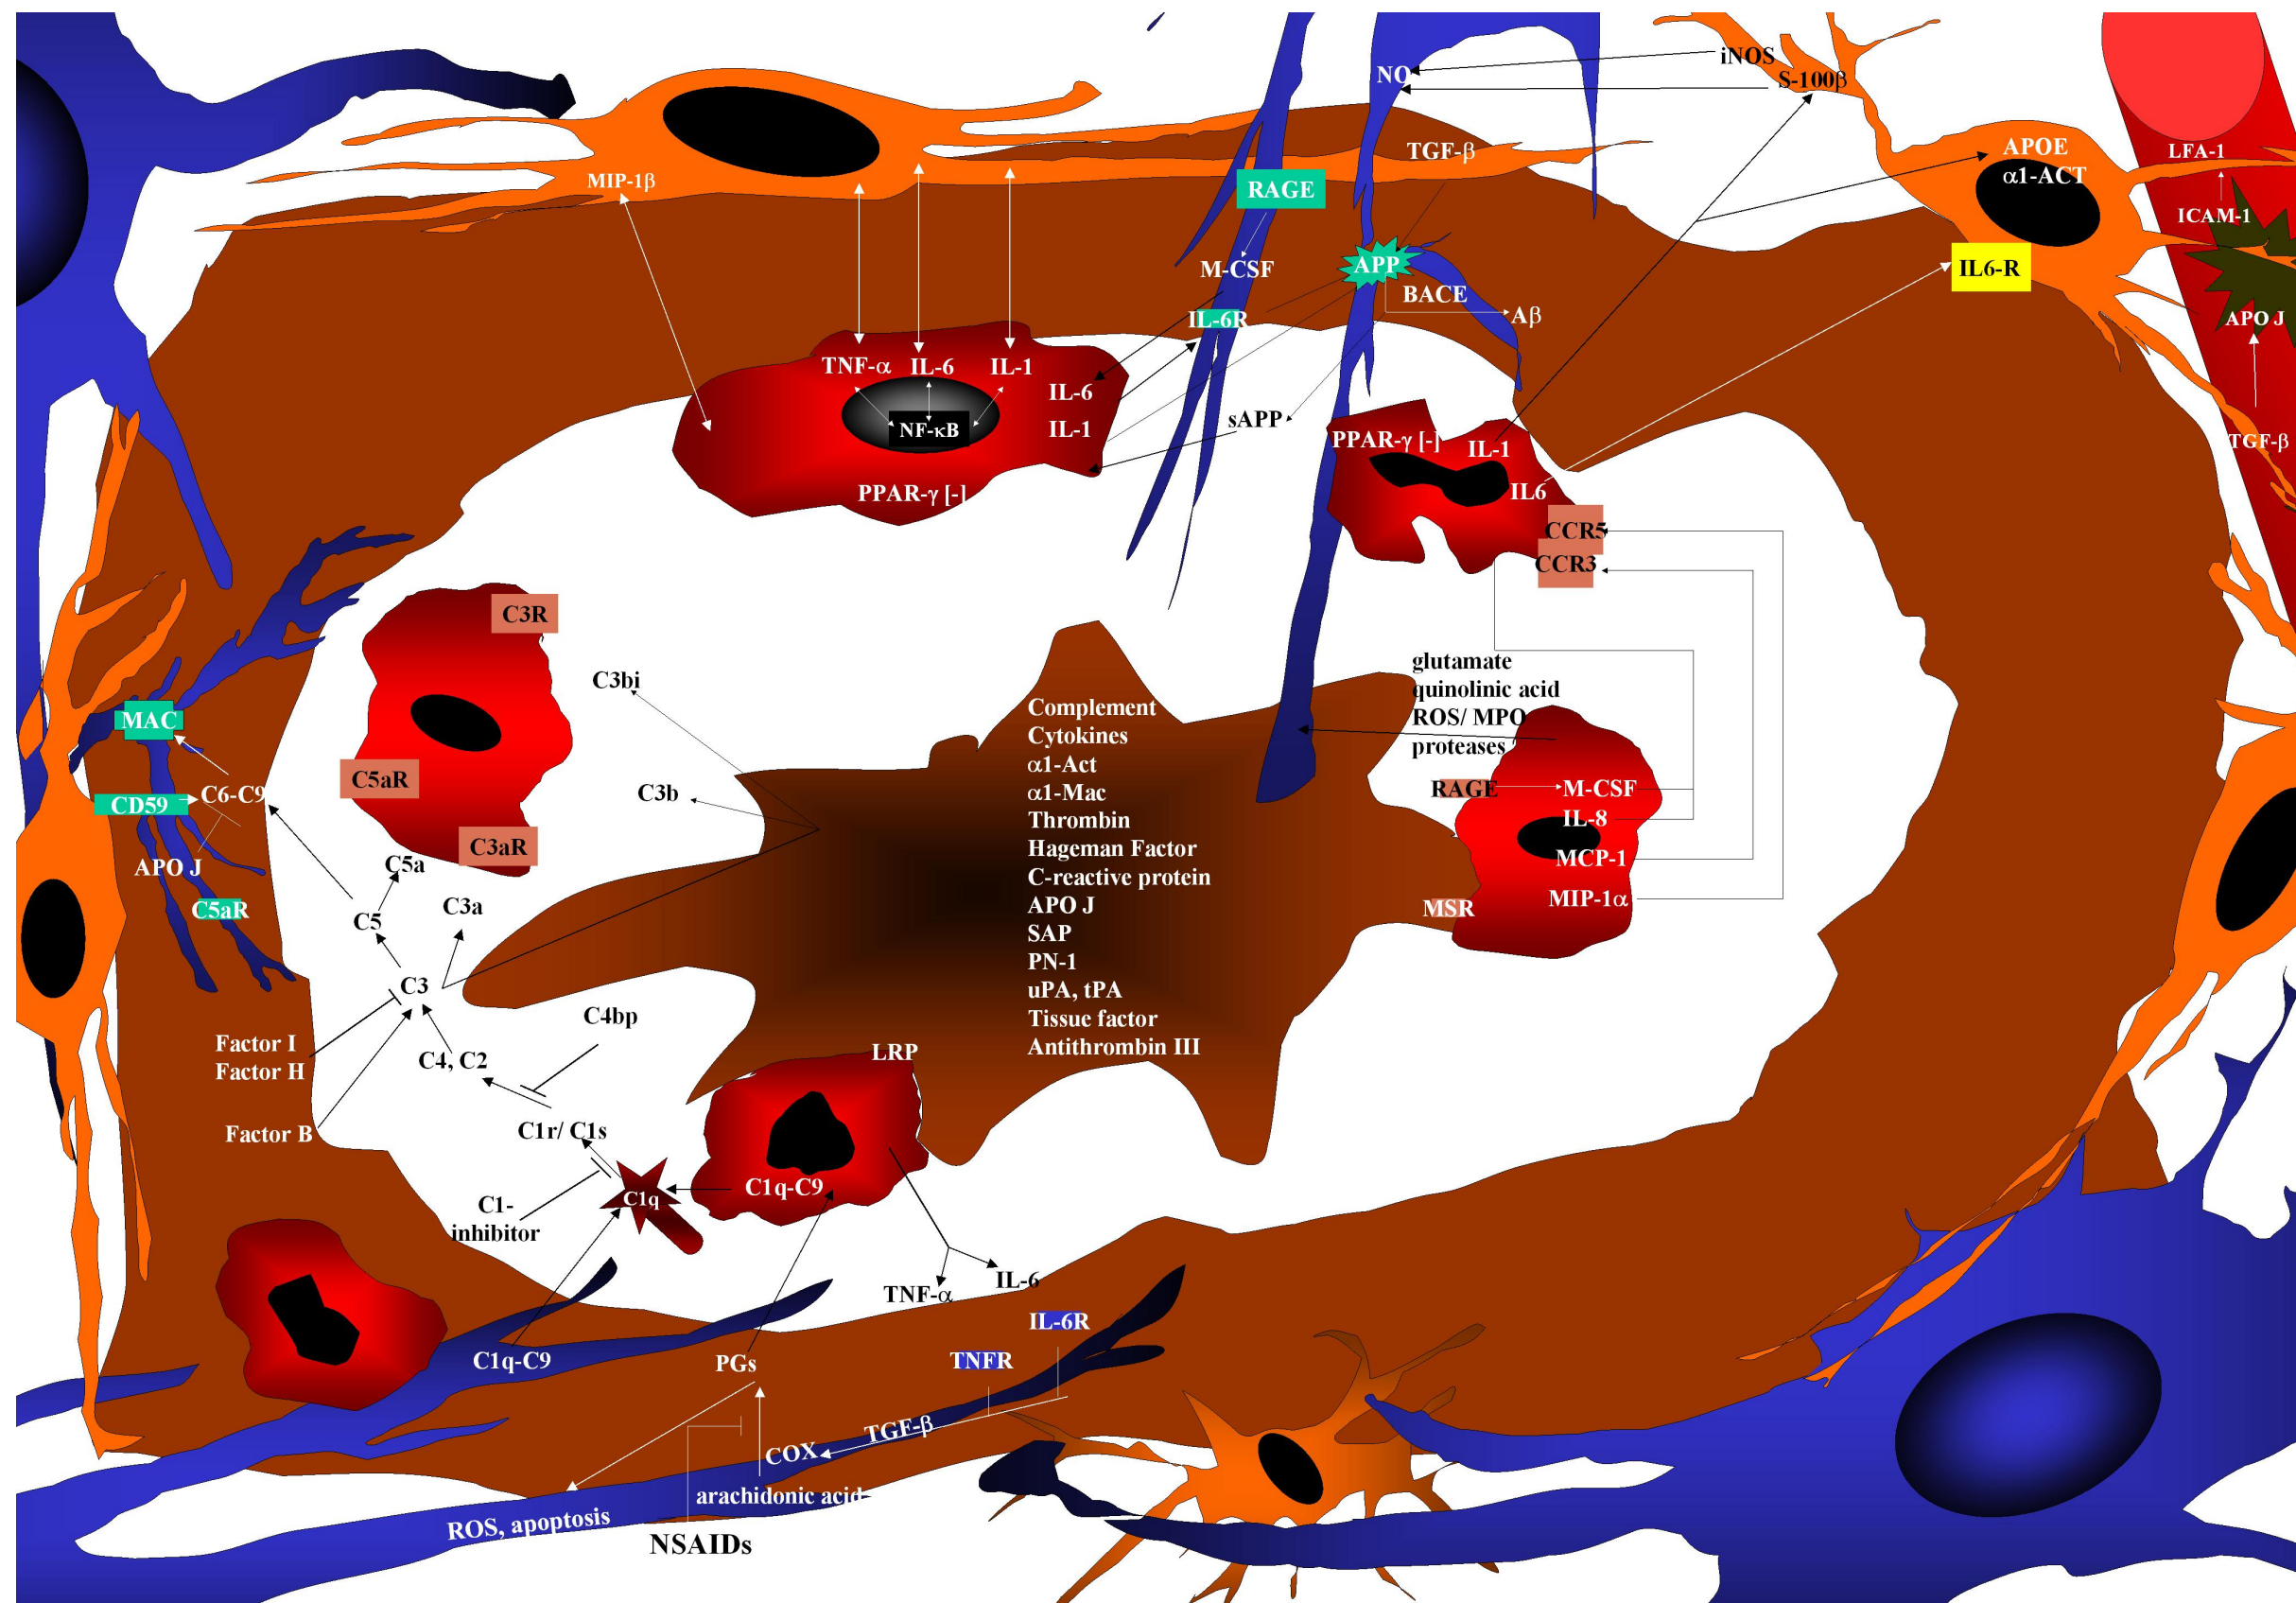 iNOS
NO
S-100β
TGF-β
APOE
α1-ACT
LFA-1
MIP-1β
RAGE
ICAM-1
M-CSF
APP
IL6-R
BACE
Aβ
IL-6R
APO J
TNF-α IL-6 IL-1
IL-6
NF-κB
IL-1
sAPP
PPAR-γ [-]
IL-1
TGF-β
PPAR-γ [-]
IL6
CCR5
CCR3
C3R
C3bi
glutamate
quinolinic acid
ROS/ MPO
proteases
MAC
C5aR
C3b
CD59
C6-C9
C3aR
C5a
APO J
C5aR
C5
C3a
C3
Complement
Cytokines
α1-Act
α1-Mac
Thrombin
Hageman Factor
C-reactive protein
APO J
SAP
PN-1
uPA, tPA
Tissue factor
Antithrombin III
RAGE
M-CSF
IL-8
MCP-1
MIP-1α
MSR
C4bp
Factor I
Factor H
C4, C2
LRP
Factor B
C1r/ C1s
C1q
C1q-C9
C1-
inhibitor
TNF-α
IL-6
IL-6R
C1q-C9
PGs
TNFR
TGF-β
COX
arachidonic acid
ROS, apoptosis
NSAIDs